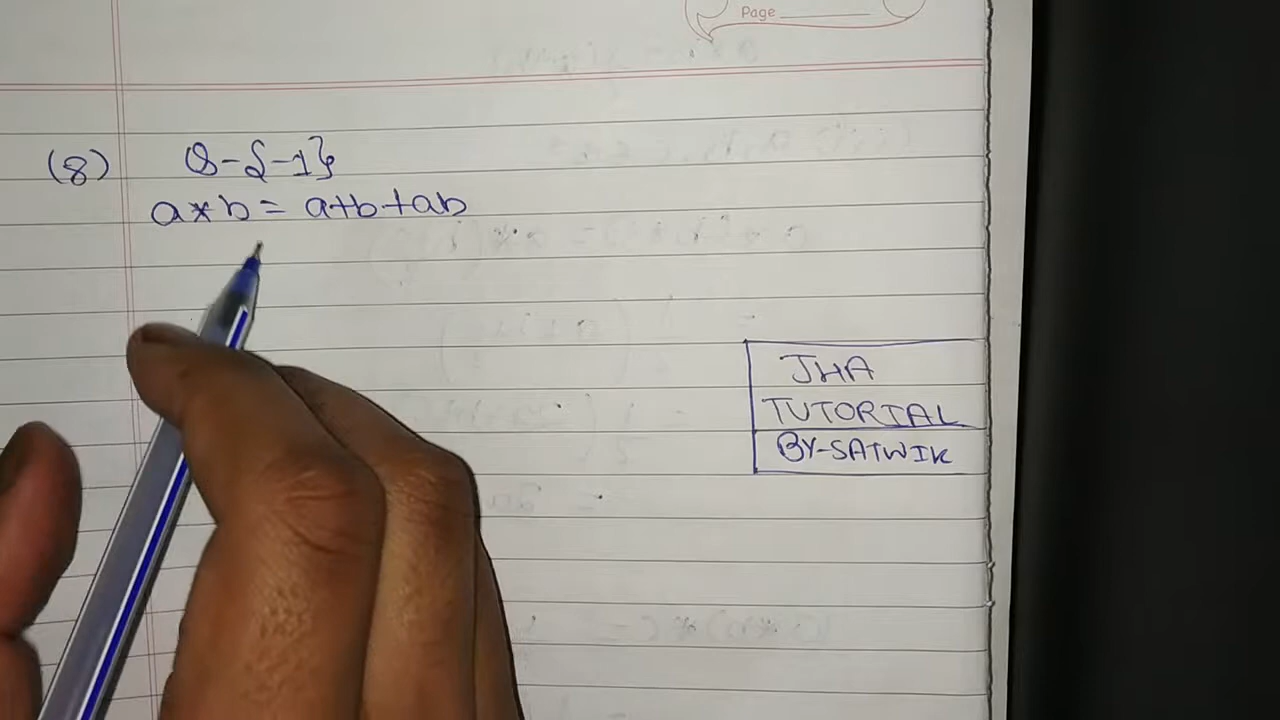 Page
(8) Q-{-1}
a*b = a+b+ab
JHA
TUTORIAL
BY-SATWIK